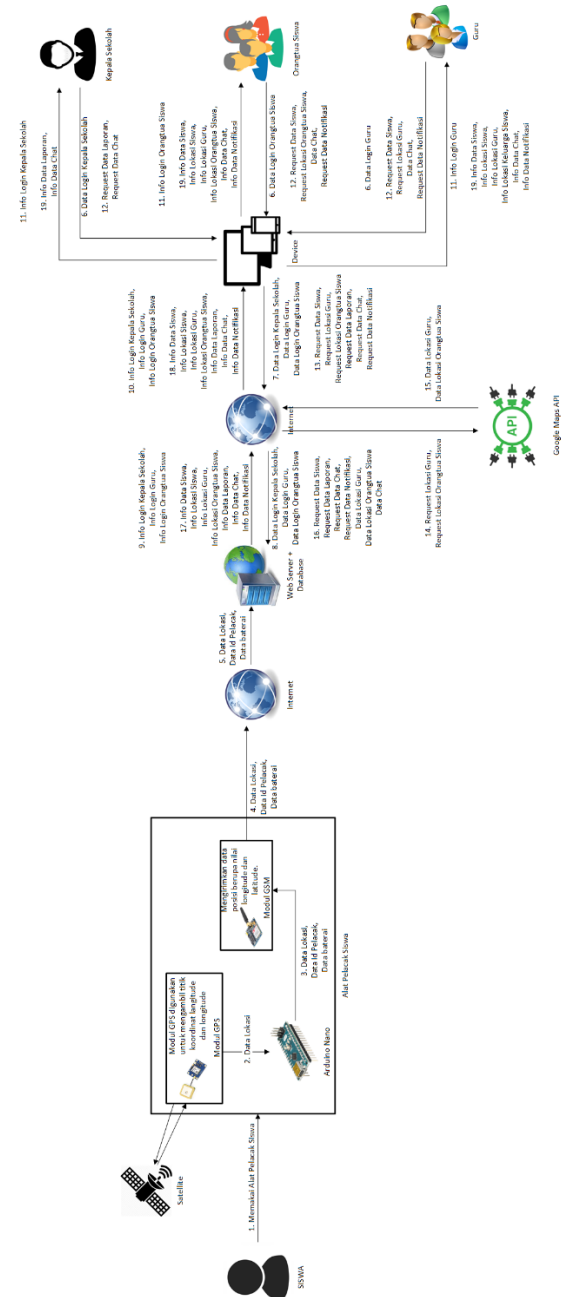 SISWA
1. Memakai Alat Pelacak Siswa
Satellite
Modul GPS digunakan
untuk mengambil titik
koordinat langitude
dan longitude
Modul GPS
2. Data Lokasi
Arduino Nano
3. Data Lokasi,
Data Id Pelacak,
Data baterai
Mengirimkan data
posisi berupa nilai
longitude dan
latitude.
Modul GSM
Alat Pelacak Siswa
4. Data Lokasi,
Data Id Pelacak,
Data baterai
Internet
5. Data Lokasi,
Data Id Pelacak,
Data baterai
Web Server +
Database
9. Info Login Kepala Sekolah,
Info Login Guru,
Info Login Orangtua Siswa
17. Info Data Siswa,
Info Lokasi Siswa,
Info Lokasi Guru,
Info Lokasi Orangtua Siswa,
Info Data Laporan,
Info Data Chat,
Info Data Notifikasi
8. Data Login Kepala Sekolah,
Data Login Guru,
Data Login Orangtua Siswa
16. Request Data Siswa,
Request Data Laporan,
Request Data Chat,
Request Data Notifikasi,
Data Lokasi Guru,
Data Lokasi Orangtua Siswa
Data Chat
Internet
14. Request Lokasi Guru,
Request Lokasi Orangtua Siswa
15. Data Lokasi Guru,
Data Lokasi Orangtua Siswa
API
Google Maps API
10. Info Login Kepala Sekolah,
Info Login Guru,
Info Login Orangtua Siswa
18. Info Data Siswa,
Info Lokasi Siswa,
Info Lokasi Guru,
Info Lokasi Orangtua Siswa,
Info Data Laporan,
Info Data Chat,
Info Data Notifikasi
7. Data Login Kepala Sekolah,
Data Login Guru,
Data Login Orangtua Siswa
13. Request Data Siswa,
Request Lokasi Guru,
Request Lokasi Orangtua Siswa
Request Data Laporan,
Request Data Chat,
Request Data Notifikasi
Device
11. Info Login Kepala Sekolah
19. Info Data Laporan,
Info Data Chat
6. Data Login Kepala Sekolah
12. Request Data Laporan,
Request Data Chat
Kepala Sekolah
11. Info Login Orangtua Siswa
19. Info Data Siswa,
Info Lokasi Siswa,
Info Lokasi Guru,
Info Lokasi Orangtua Siswa,
Info Data Chat,
Info Data Notifikasi
6. Data Login Orangtua Siswa
12. Request Data Siswa,
Request Lokasi Orangtua Siswa,
Data Chat,
Request Data Notifikasi
Orangtua Siswa
6. Data Login Guru
12. Request Data Siswa,
Request Lokasi Guru,
Data Chat,
Request Data Notifikasi
11. Info Login Guru
19. Info Data Siswa,
Info Lokasi Siswa,
Info Lokasi Guru,
Info Lokasi Keluarga Siswa,
Info Data Chat,
Info Data Notifikasi
Guru